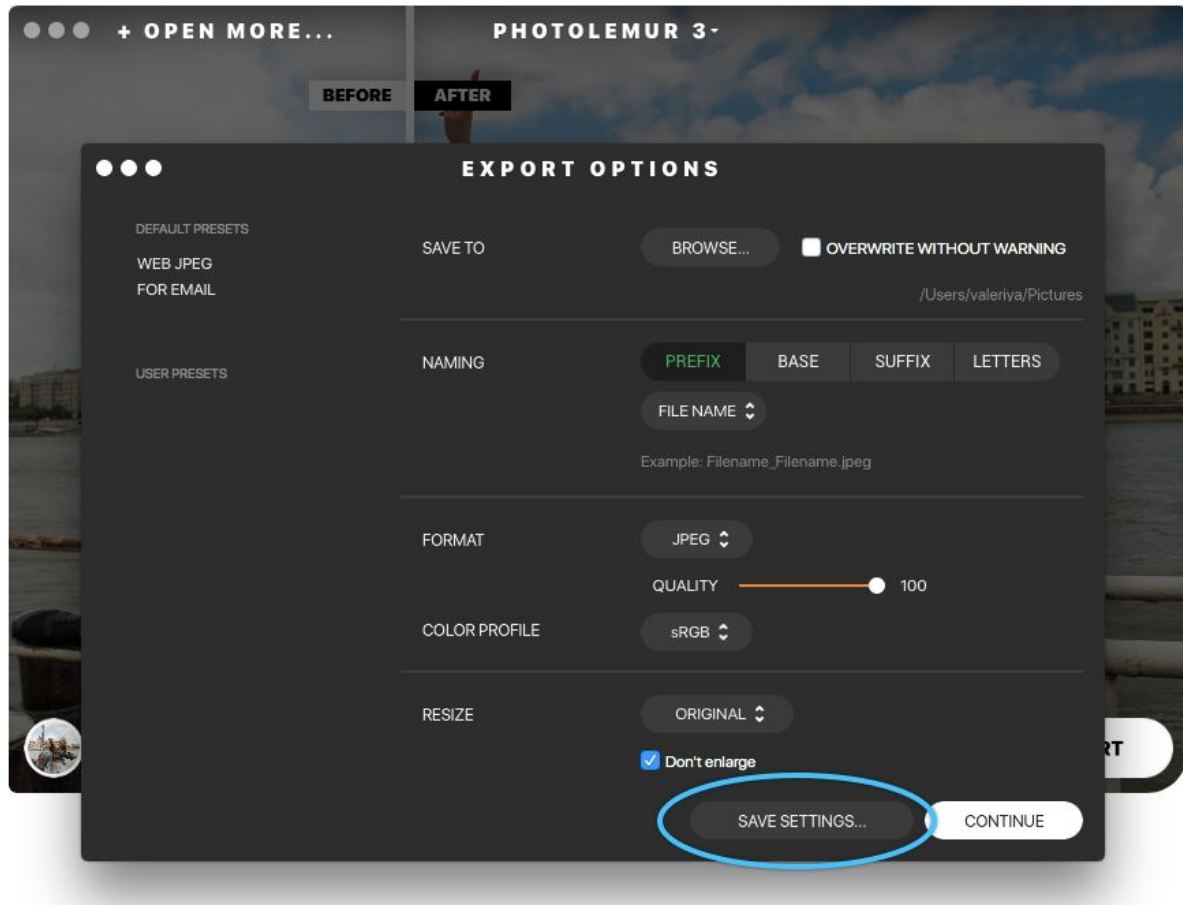 + OPEN MORE...
PHOTOLEMUR 3
BEFORE
AFTER
EXPORT OPTIONS
DEFAULT PRESETS
WEB JPEG
FOR EMAIL
USER PRESETS
SAVE TO
BROWSE...
OVERWRITE WITHOUT WARNING
/Users/valeriya/Pictures
NAMING
PREFIX
BASE
SUFFIX
LETTERS
FILE NAME
Example: Filename_Filename.jpeg
FORMAT
JPEG
QUALITY
100
COLOR PROFILE
sRGB
RESIZE
ORIGINAL
Don't enlarge
RT
SAVE SETTINGS...
CONTINUE